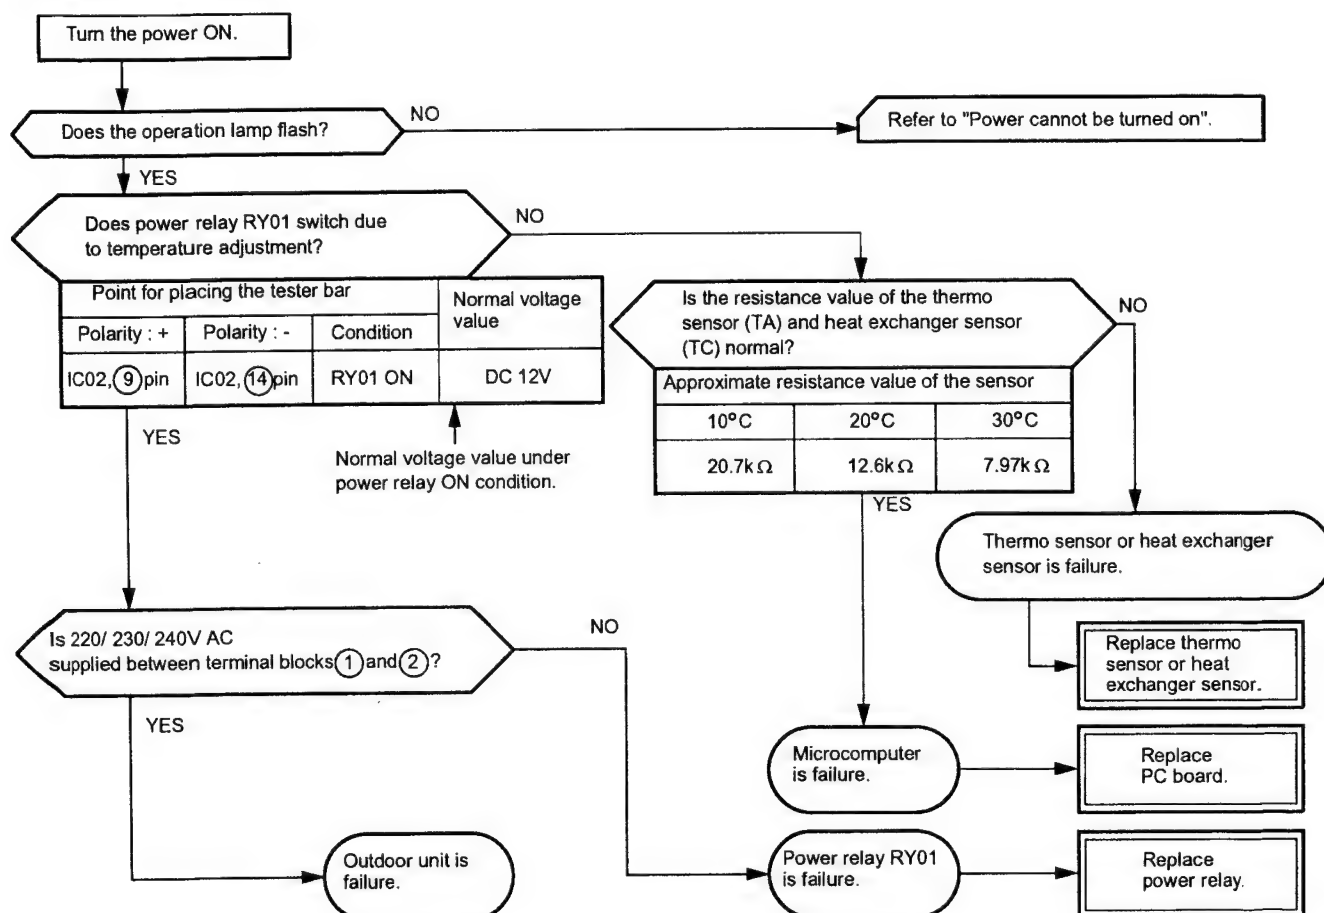 Turn the power ON.
Does the operation lamp flash?
NO
Refer to "Power cannot be turned on".
YES
Does power relay RY01 switch due
to temperature adjustment?
NO
Point for placing the tester bar
Normal voltage
value
Polarity : +
Polarity : -
Condition
IC02, 9 pin
IC02, 14 pin
RY01 ON
DC 12V
YES
Normal voltage value under
power relay ON condition.
Is the resistance value of the thermo
sensor (TA) and heat exchanger sensor
(TC) normal?
NO
Approximate resistance value of the sensor
10°C
20°C
30°C
20.7k Ω
12.6k Ω
7.97k Ω
YES
Thermo sensor or heat exchanger
sensor is failure.
Replace thermo
sensor or heat
exchanger sensor.
Is 220/ 230/ 240V AC
supplied between terminal blocks 1 and 2 ?
NO
YES
Microcomputer
is failure.
Replace
PC board.
Outdoor unit is
failure.
Power relay RY01
is failure.
Replace
power relay.